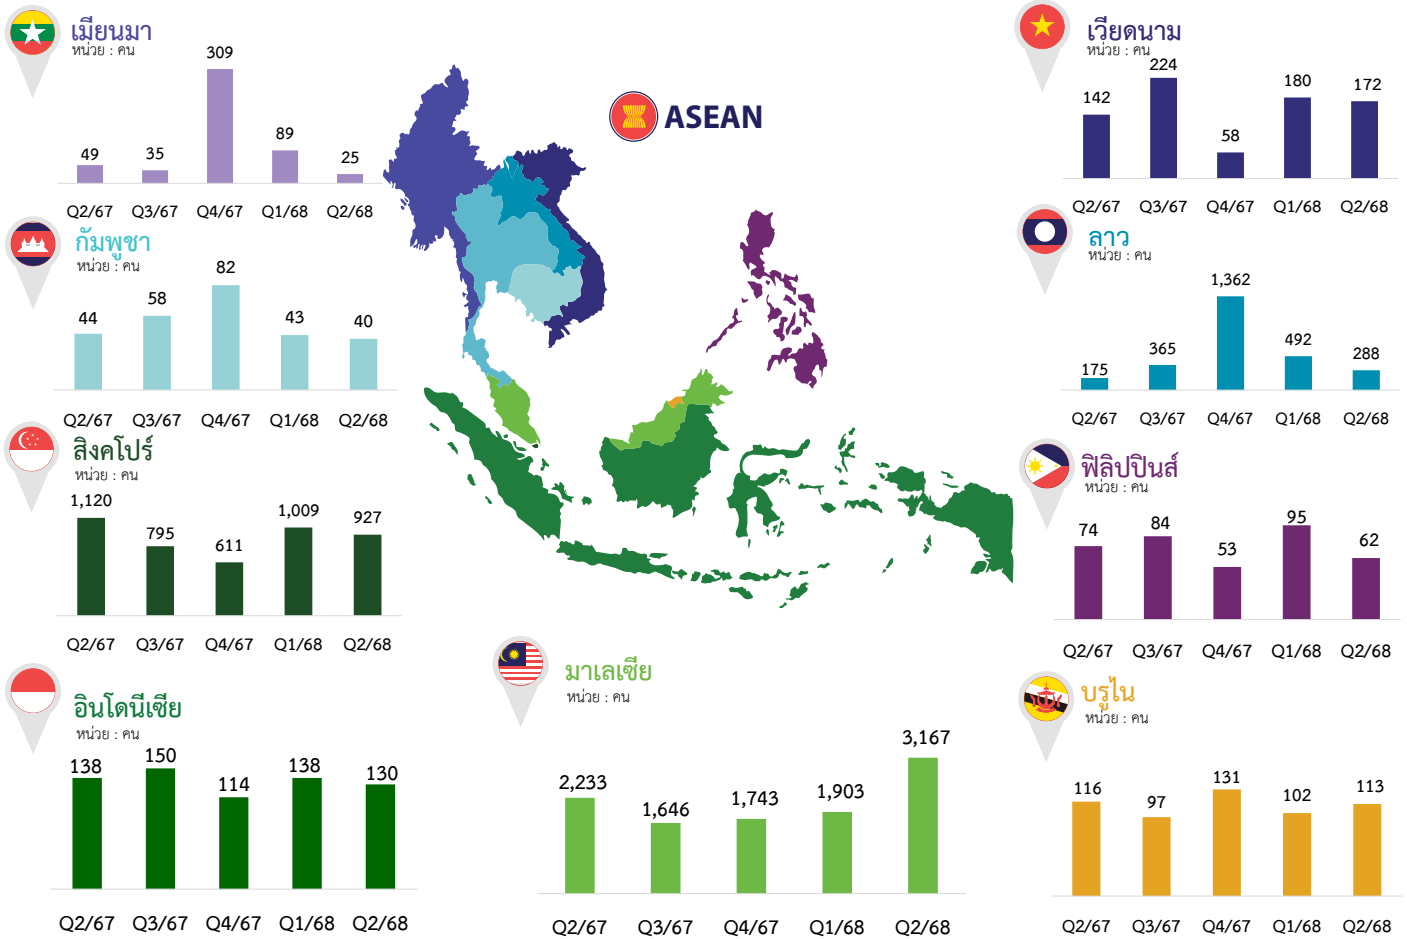 เมียนมา
หน่วย : คน
309
89
49
35
25
Q2/67 Q3/67 Q4/67 Q1/68 Q2/68
กัมพูชา
หน่วย : คน
82
58
44
43
40
Q2/67 Q3/67 Q4/67 Q1/68 Q2/68
สิงคโปร์
หน่วย : คน
1,120
795
611
1,009
927
Q2/67 Q3/67 Q4/67 Q1/68 Q2/68
อินโดนีเซีย
หน่วย : คน
138
150
114
138
130
Q2/67 Q3/67 Q4/67 Q1/68 Q2/68
ASEAN
มาเลเซีย
หน่วย : คน
2,233
1,646
1,743
1,903
3,167
Q2/67 Q3/67 Q4/67 Q1/68 Q2/68
เวียดนาม
หน่วย : คน
142
224
58
180
172
Q2/67 Q3/67 Q4/67 Q1/68 Q2/68
ลาว
หน่วย : คน
175
365
1,362
492
288
Q2/67 Q3/67 Q4/67 Q1/68 Q2/68
ฟิลิปปินส์
หน่วย : คน
74
84
53
95
62
Q2/67 Q3/67 Q4/67 Q1/68 Q2/68
บรูไน
หน่วย : คน
116
97
131
102
113
Q2/67 Q3/67 Q4/67 Q1/68 Q2/68